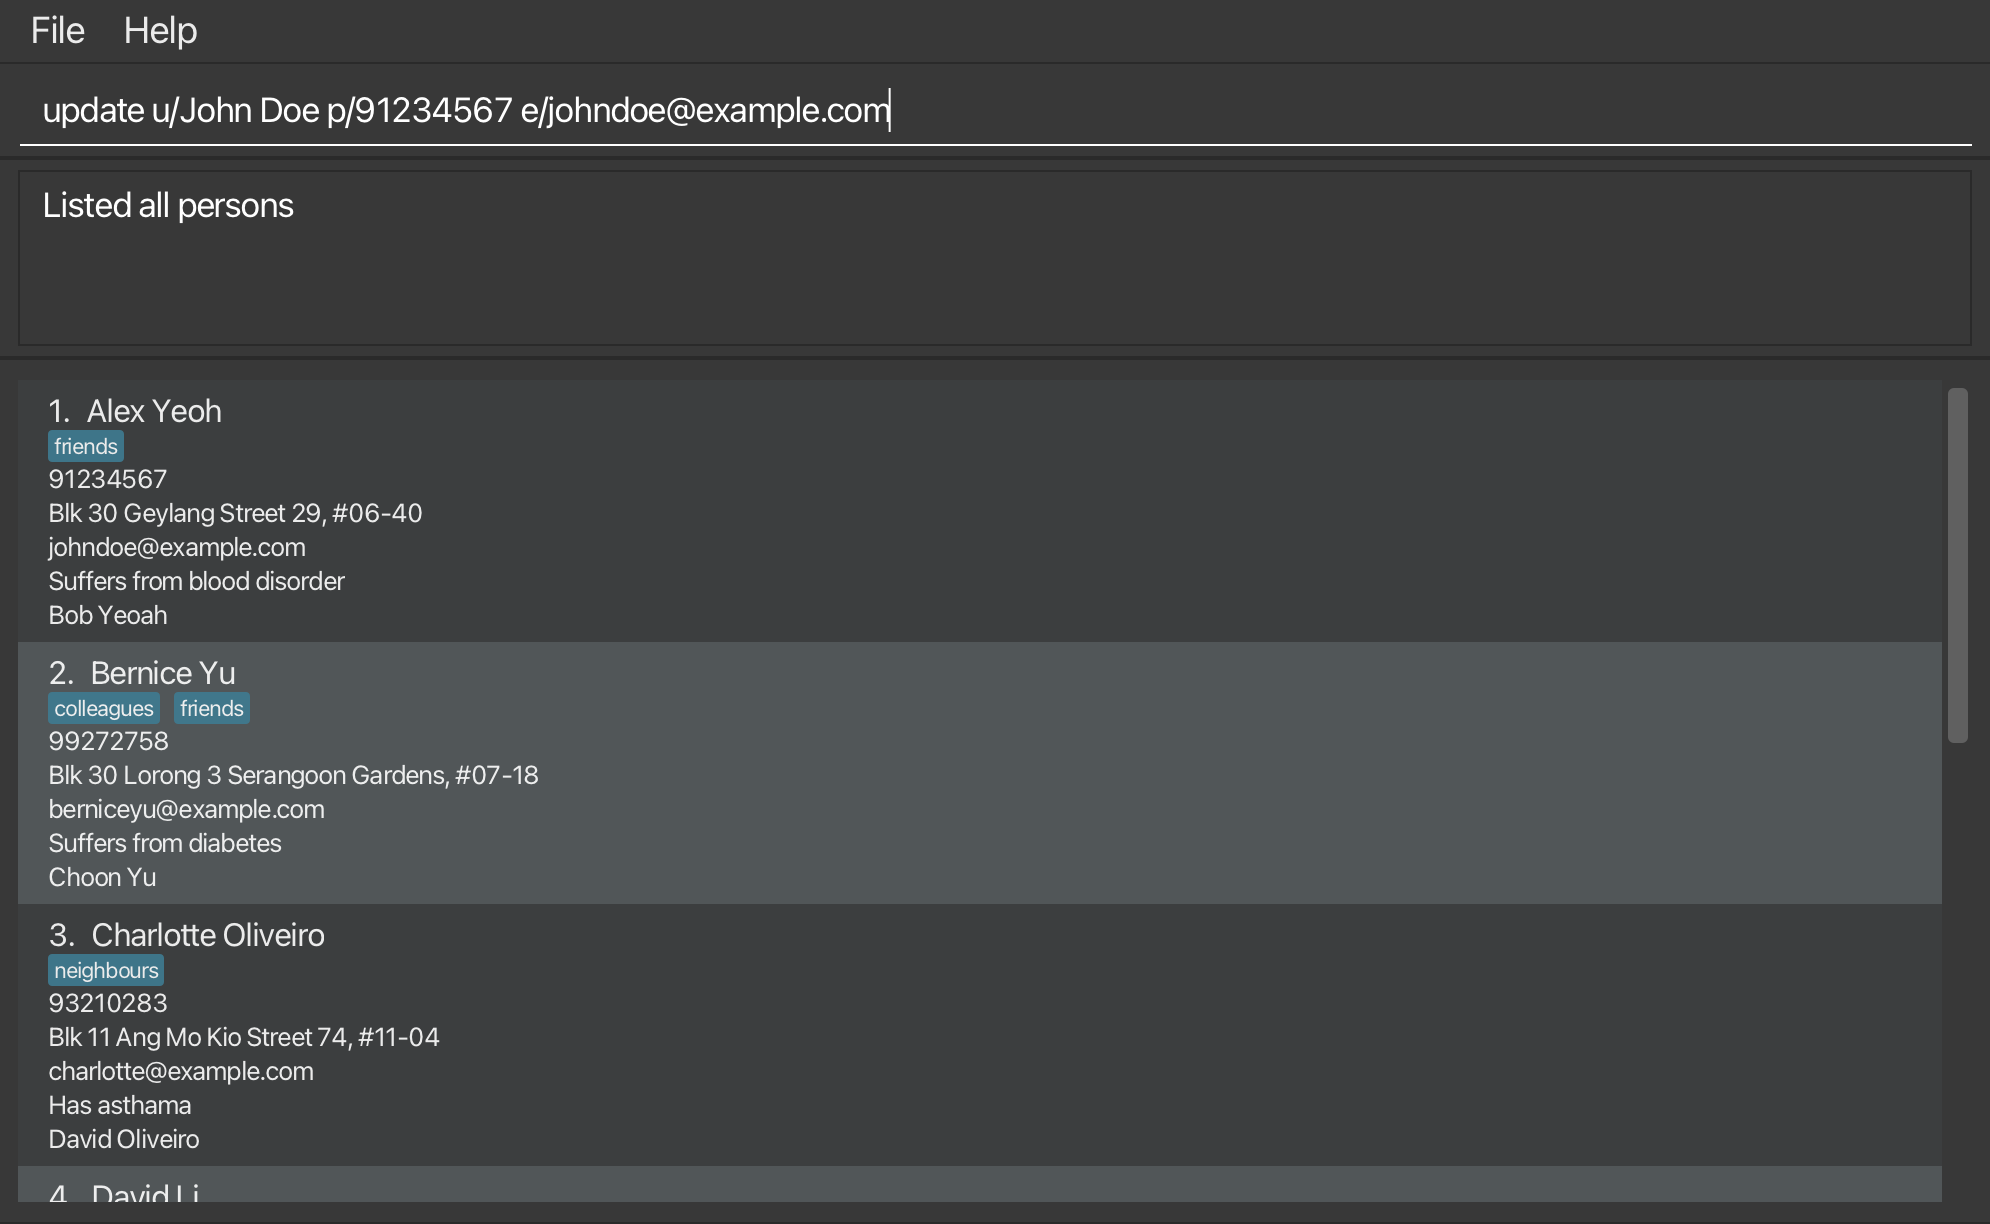 File Help
update u/John Doe p/91234567 e/johndoe@example.com
Listed all persons
1. Alex Yeoh
friends
91234567
Blk 30 Geylang Street 29, #06-40
johndoe@example.com
Suffers from blood disorder
Bob Yeoah
2. Bernice Yu
colleagues friends
99272758
Blk 30 Lorong 3 Serangoon Gardens, #07-18
berniceyu@example.com
Suffers from diabetes
Choon Yu
3. Charlotte Oliveiro
neighbours
93210283
Blk 11 Ang Mo Kio Street 74, #11-04
charlotte@example.com
Has asthama
David Oliveiro
4. David Li